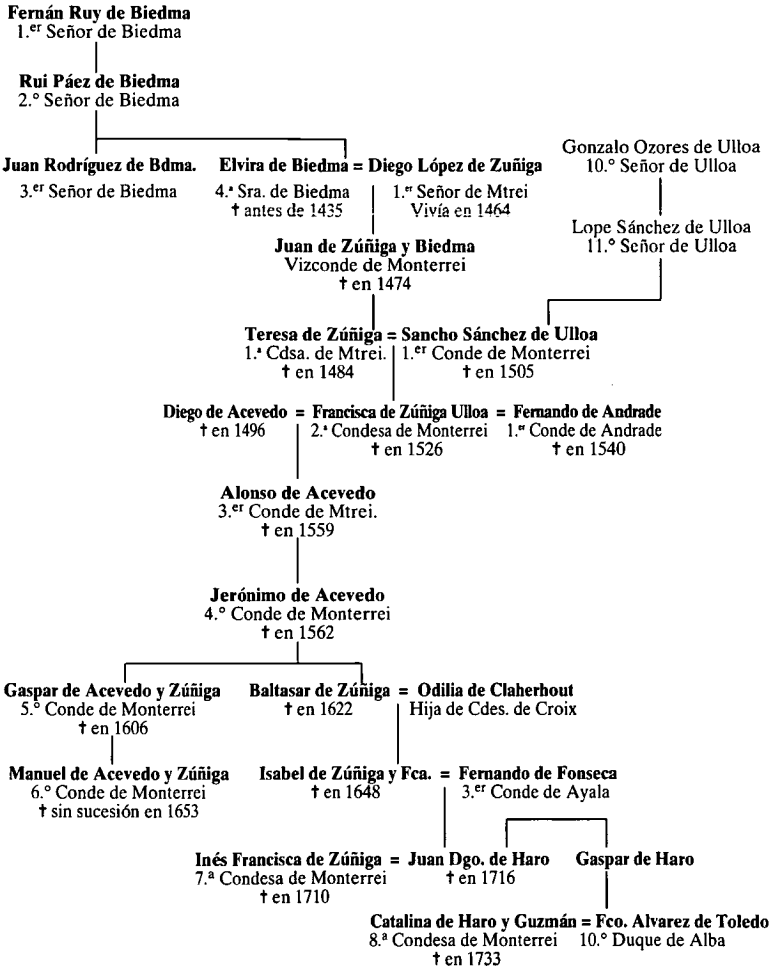 Fernán Ruy de Biedma
1.er Señor de Biedma
Rui Páez de Biedma
2.º Señor de Biedma
Gonzalo Ozores de Ulloa
10.º Señor de Ulloa
Juan Rodríguez de Bdma. Elvira de Biedma = Diego López de Zuñiga
3.er Señor de Biedma 4.ª Sra. de Biedma 1.er Señor de Mtrei
† antes de 1435 Vivía en 1464
Lope Sánchez de Ulloa
11.º Señor de Ulloa
Juan de Zúñiga y Biedma
Vizconde de Monterrei
† en 1474
Teresa de Zúñiga = Sancho Sánchez de Ulloa
1.ª Cdsa. de Mtrei. 1.er Conde de Monterrei
† en 1484 † en 1505
Diego de Acevedo = Francisca de Zúñiga Ulloa = Fernando de Andrade
† en 1496 2.ª Condesa de Monterrei 1.er Conde de Andrade
† en 1526 † en 1540
Alonso de Acevedo
3.er Conde de Mtrei.
† en 1559
Jerónimo de Acevedo
4.º Conde de Monterrei
† en 1562
Gaspar de Acevedo y Zúñiga Baltasar de Zúñiga = Odilia de Claherhout
5.º Conde de Monterrei † en 1622 Hija de Cdes. de Croix
† en 1606
Manuel de Acevedo y Zúñiga Isabel de Zúñiga y Fca. = Fernando de Fonseca
6.º Conde de Monterrei † en 1648 3.er Conde de Ayala
† sin sucesión en 1653
Inés Francisca de Zúñiga = Juan Dgo. de Haro Gaspar de Haro
7.ª Condesa de Monterrei † en 1716
† en 1710
Catalina de Haro y Guzmán = Fco. Alvarez de Toledo
8.ª Condesa de Monterrei 10.º Duque de Alba
† en 1733